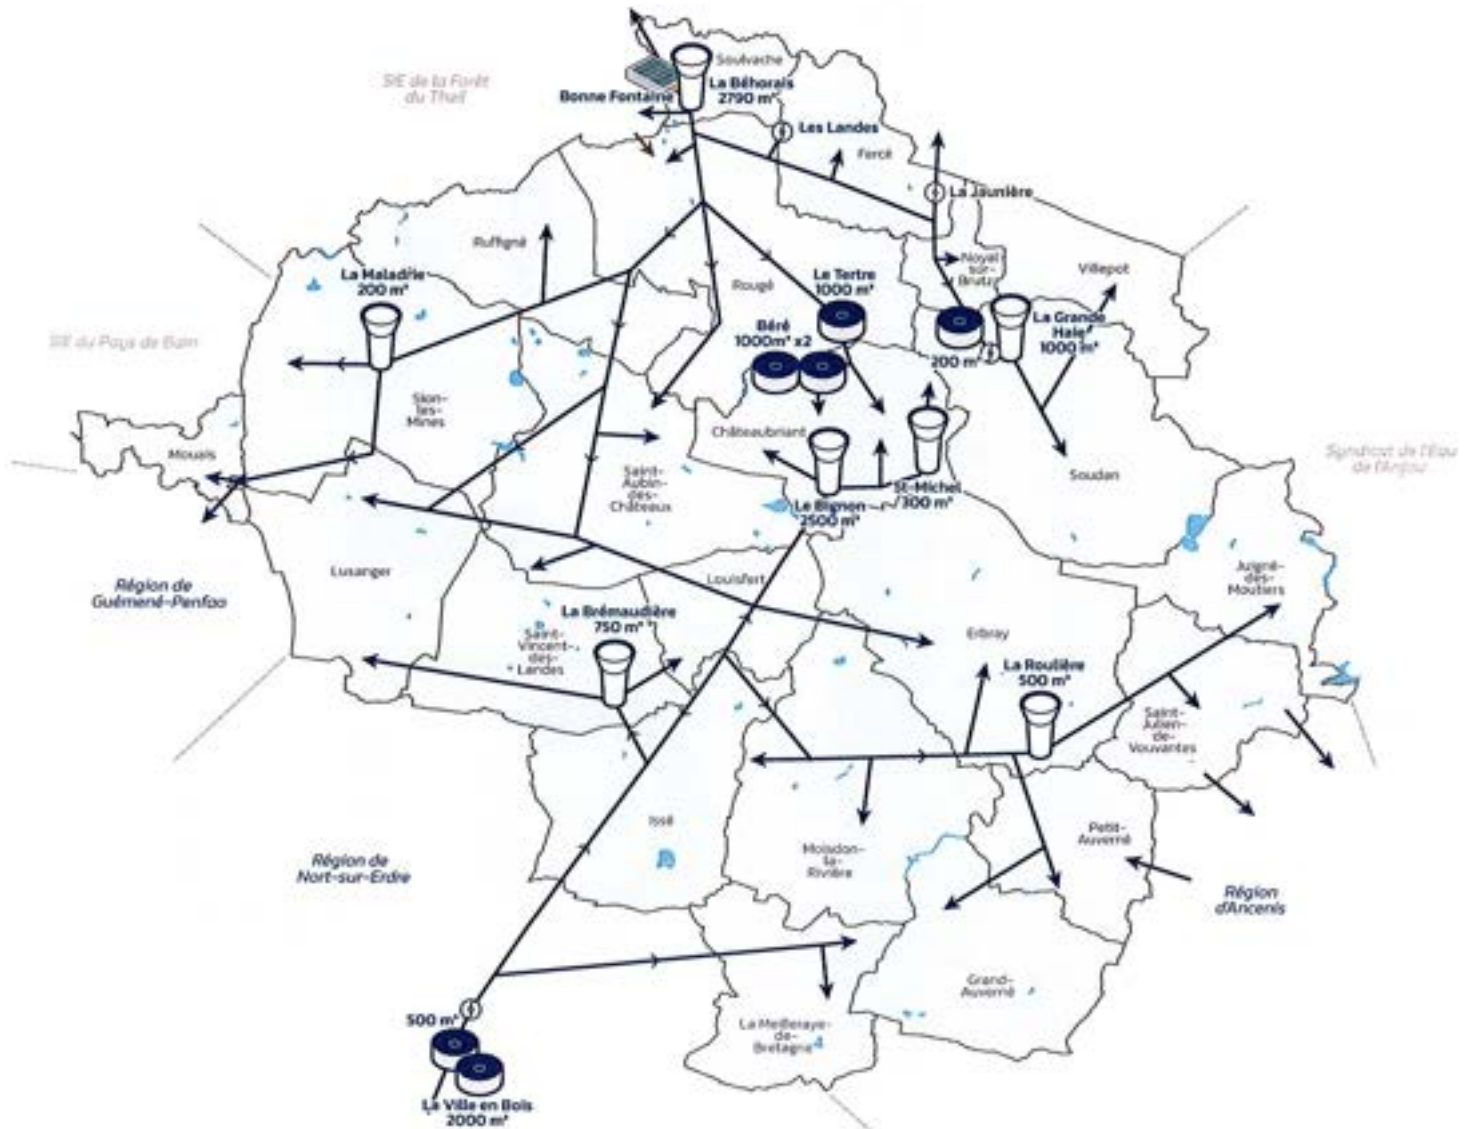 Soulvache
SIE de la Forêt
du Theil
La Béhorais
2790 m³
Bonne Fontaine
Les Landes
Fercé
La Jaunière
Ruffigné
Noyal-
sur-
Brutz
Villepot
La Maladrie
200 m³
Rougé
Le Tertre
1000 m³
SIE du Pays de Bain
Béré
1000m³ x2
La Grande
Haie
1000 m³
200 m³
Sion-
les-
Mines
Mouais
Châteaubriant
Saint-
Aubin-
des-
Châteaux
Soudan
Syndicat de l'Eau
de l'Anjou
St-Michel
300 m³
Le Bignon
2500 m³
Lusanger
Louisfert
Juigné-
des-
Moutiers
Région de
Guémené-Penfao
La Brémaudière
750 m³
Saint-
Vincent-
des-
Landes
Erbray
La Roulière
500 m³
Saint-
Julien-
de-
Vouvantes
Issé
Moisdon-
la-
Rivière
Petit-
Auverné
Région de
Nort-sur-Erdre
Région
d'Ancenis
Grand-
Auverné
500 m³
La Meilleraye-
de-
Bretagne
La Ville en Bois
2000 m³